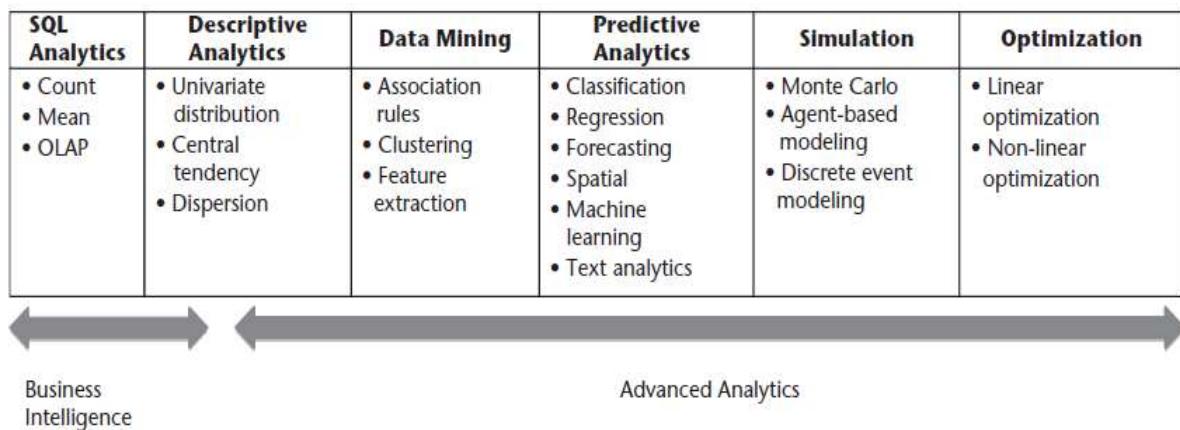 SQL
Analytics
• Count
• Mean
• OLAP
Descriptive
Analytics
• Univariate
distribution
• Central
tendency
• Dispersion
Data Mining
• Association
rules
• Clustering
• Feature
extraction
Predictive
Analytics
• Classification
• Regression
• Forecasting
• Spatial
• Machine
learning
• Text analytics
Simulation
• Monte Carlo
• Agent-based
modeling
• Discrete event
modeling
Optimization
• Linear
optimization
• Non-linear
optimization
Business
Intelligence
Advanced Analytics